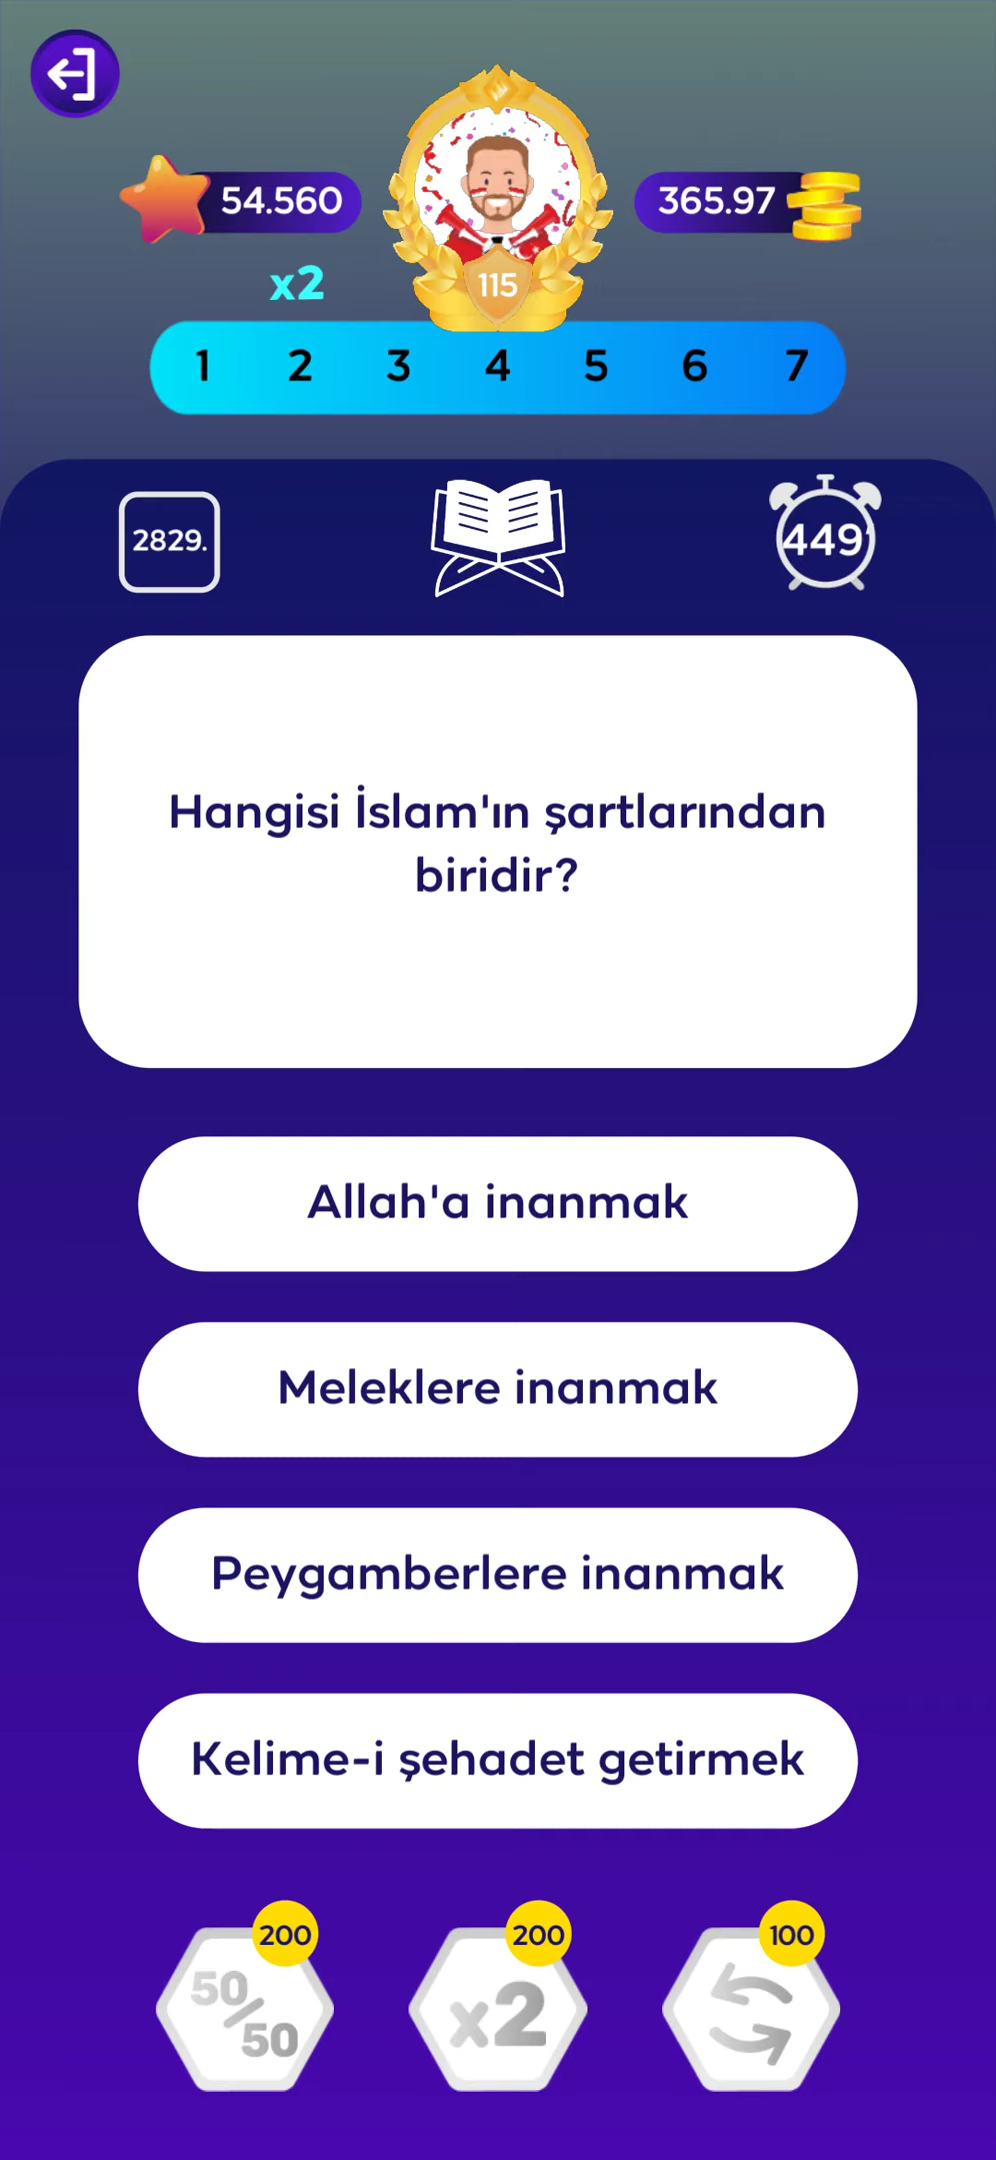 54.560
365.97
115
x2
1 2 3 4 5 6 7
2829.
449
Hangisi İslam'ın şartlarından
biridir?
Allah'a inanmak
Meleklere inanmak
Peygamberlere inanmak
Kelime-i şehadet getirmek
200
200
100
50/50
x2